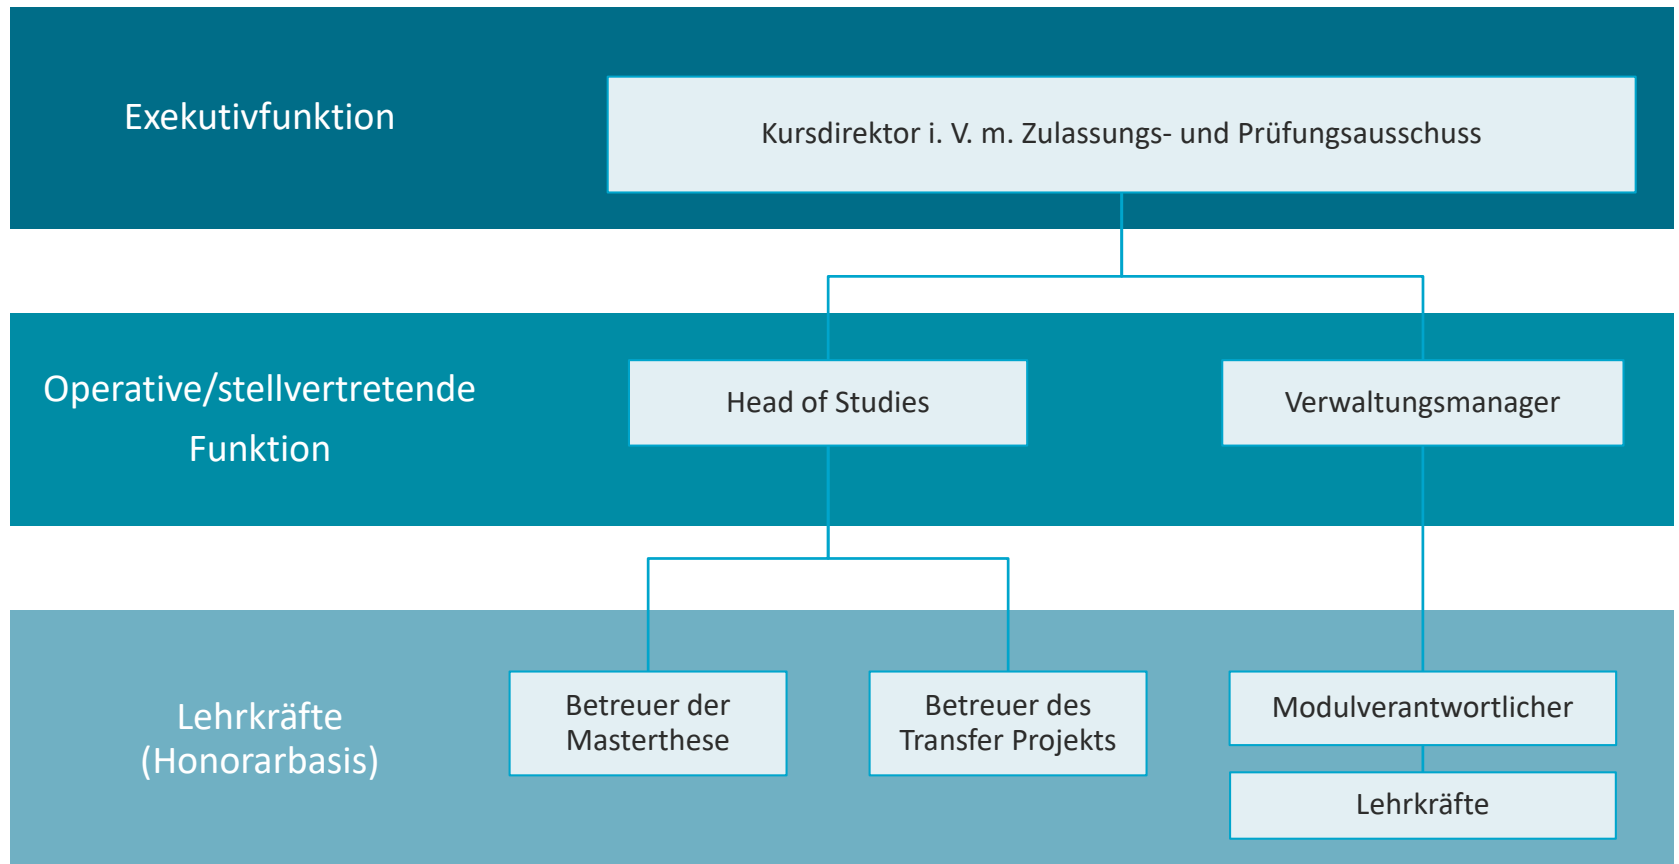 Exekutivfunktion
Kursdirektor i. V. m. Zulassungs- und Prüfungsausschuss
Operative/stellvertretende
Funktion
Head of Studies
Verwaltungsmanager
Lehrkräfte
(Honorarbasis)
Betreuer der
Masterthese
Betreuer des
Transfer Projekts
Modulverantwortlicher
Lehrkräfte